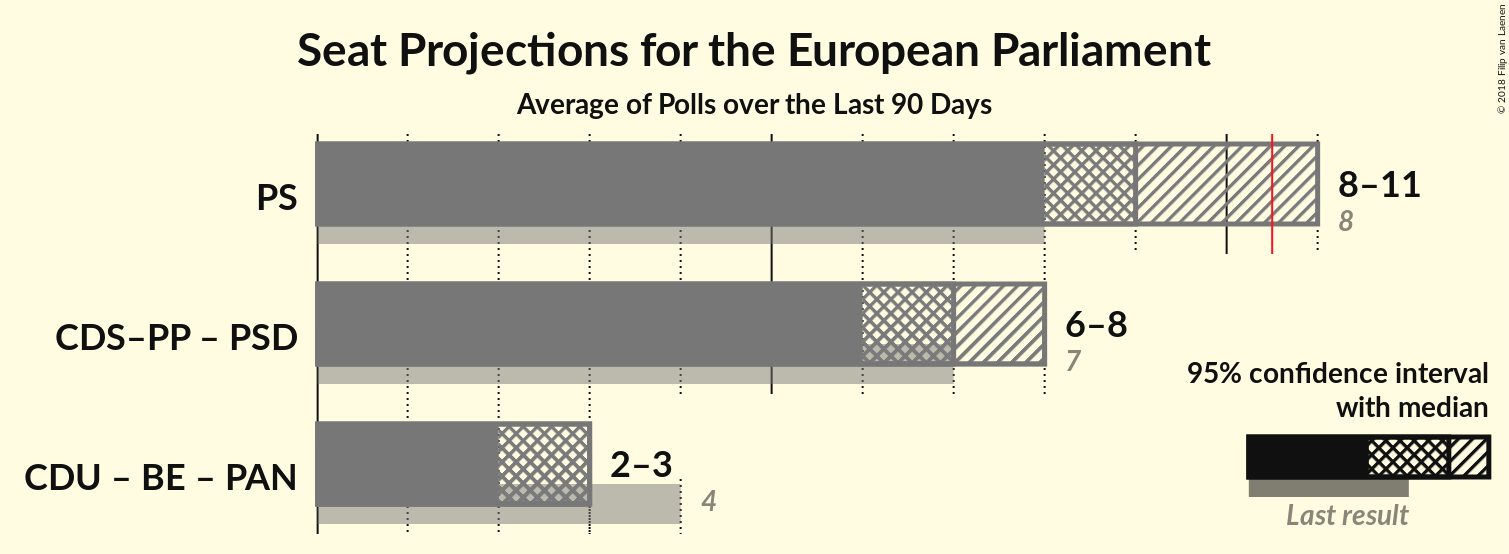 Seat Projections for the European Parliament
Average of Polls over the Last 90 Days
© 2018 Filip van Laenen
PS
8–11
8
CDS–PP – PSD
6–8
7
CDU – BE – PAN
2–3
4
95% confidence interval
with median
Last result